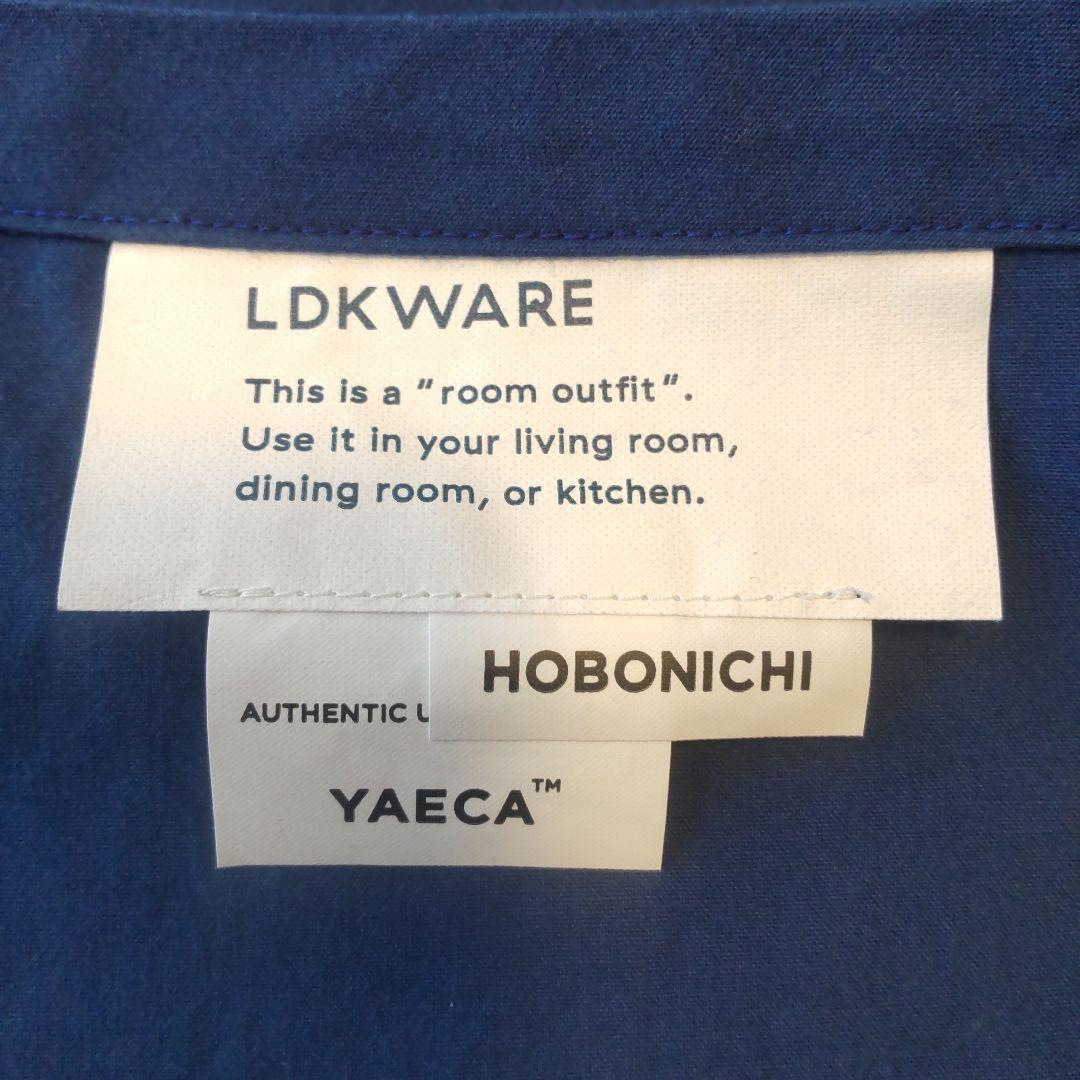 LDKWARE
This is a "room outfit".
Use it in your living room,
dining room, or kitchen.
HOBONICHI
AUTHENTIC
YAECA™